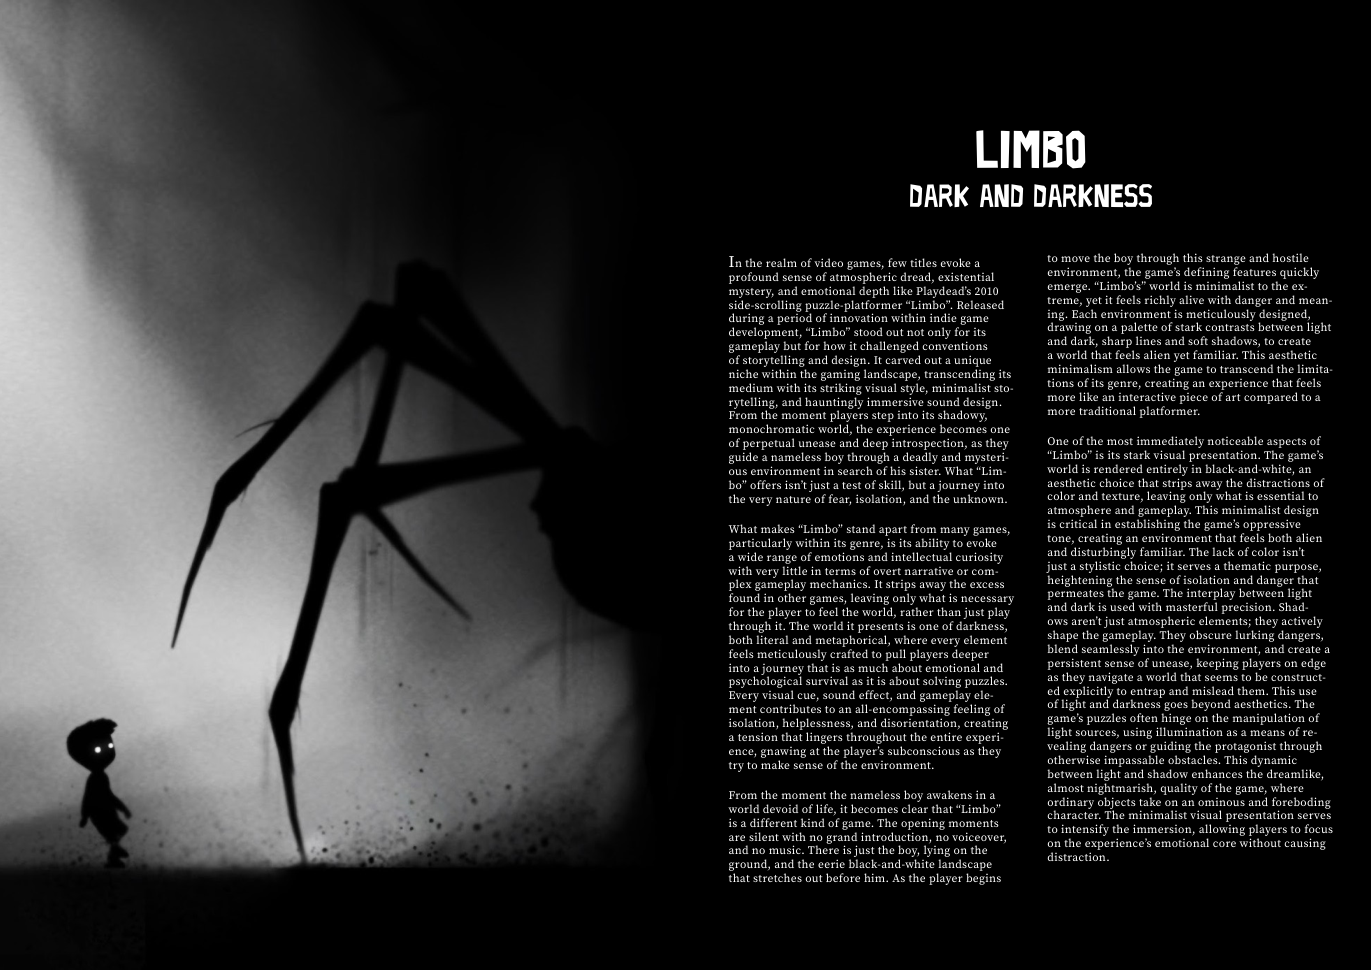 LIMBO
DARK AND DARKNESS
In the realm of video games, few titles evoke a
profound sense of atmospheric dread, existential
mystery, and emotional depth like Playdead's 2010
side-scrolling puzzle-platformer “Limbo”. Released
during a period of innovation within indie game
development, “Limbo” stood out not only for its
gameplay but for how it challenged conventions
of storytelling and design. It carved out a unique
niche within the gaming landscape, transcending its
medium with its striking visual style, minimalist sto-
rytelling, and hauntingly immersive sound design.
From the moment players step into its shadowy,
monochromatic world, the experience becomes one
of perpetual unease and deep introspection, as they
guide a nameless boy through a deadly and mysteri-
ous environment in search of his sister. What “Lim-
bo” offers isn't just a test of skill, but a journey into
the very nature of fear, isolation, and the unknown.
What makes “Limbo” stand apart from many games,
particularly within its genre, is its ability to evoke
a wide range of emotions and intellectual curiosity
with very little in terms of overt narrative or com-
plex gameplay mechanics. It strips away the excess
found in other games, leaving only what is necessary
for the player to feel the world, rather than just play
through it. The world it presents is one of darkness,
both literal and metaphorical, where every element
feels meticulously crafted to pull players deeper
into a journey that is as much about emotional and
psychological survival as it is about solving puzzles.
Every visual cue, sound effect, and gameplay ele-
ment contributes to an all-encompassing feeling of
isolation, helplessness, and disorientation, creating
a tension that lingers throughout the entire experi-
ence, gnawing at the player's subconscious as they
try to make sense of the environment.
From the moment the nameless boy awakens in a
world devoid of life, it becomes clear that “Limbo”
is a different kind of game. The opening moments
are silent with no grand introduction, no voiceover,
and no music. There is just the boy, lying on the
ground, and the eerie black-and-white landscape
that stretches out before him. As the player begins
to move the boy through this strange and hostile
environment, the game's defining features quickly
emerge. “Limbo's” world is minimalist to the ex-
treme, yet it feels richly alive with danger and mean-
ing. Each environment is meticulously designed,
drawing on a palette of stark contrasts between light
and dark, sharp lines and soft shadows, to create
a world that feels alien yet familiar. This aesthetic
minimalism allows the game to transcend the limita-
tions of its genre, creating an experience that feels
more like an interactive piece of art compared to a
more traditional platformer.
One of the most immediately noticeable aspects of
“Limbo” is its stark visual presentation. The game's
world is rendered entirely in black-and-white, an
aesthetic choice that strips away the distractions of
color and texture, leaving only what is essential to
atmosphere and gameplay. This minimalist design
is critical in establishing the game's oppressive
tone, creating an environment that feels both alien
and disturbingly familiar. The lack of color isn't
just a stylistic choice; it serves a thematic purpose,
heightening the sense of isolation and danger that
permeates the game. The interplay between light
and dark is used with masterful precision. Shad-
ows aren't just atmospheric elements; they actively
shape the gameplay. They obscure lurking dangers,
blend seamlessly into the environment, and create a
persistent sense of unease, keeping players on edge
as they navigate a world that seems to be construct-
ed explicitly to entrap and mislead them. This use
of light and darkness goes beyond aesthetics. The
game's puzzles often hinge on the manipulation of
light sources, using illumination as a means of re-
vealing dangers or guiding the protagonist through
otherwise impassable obstacles. This dynamic
between light and shadow enhances the dreamlike,
almost nightmarish, quality of the game, where
ordinary objects take on an ominous and foreboding
character. The minimalist visual presentation serves
to intensify the immersion, allowing players to focus
on the experience's emotional core without causing
distraction.